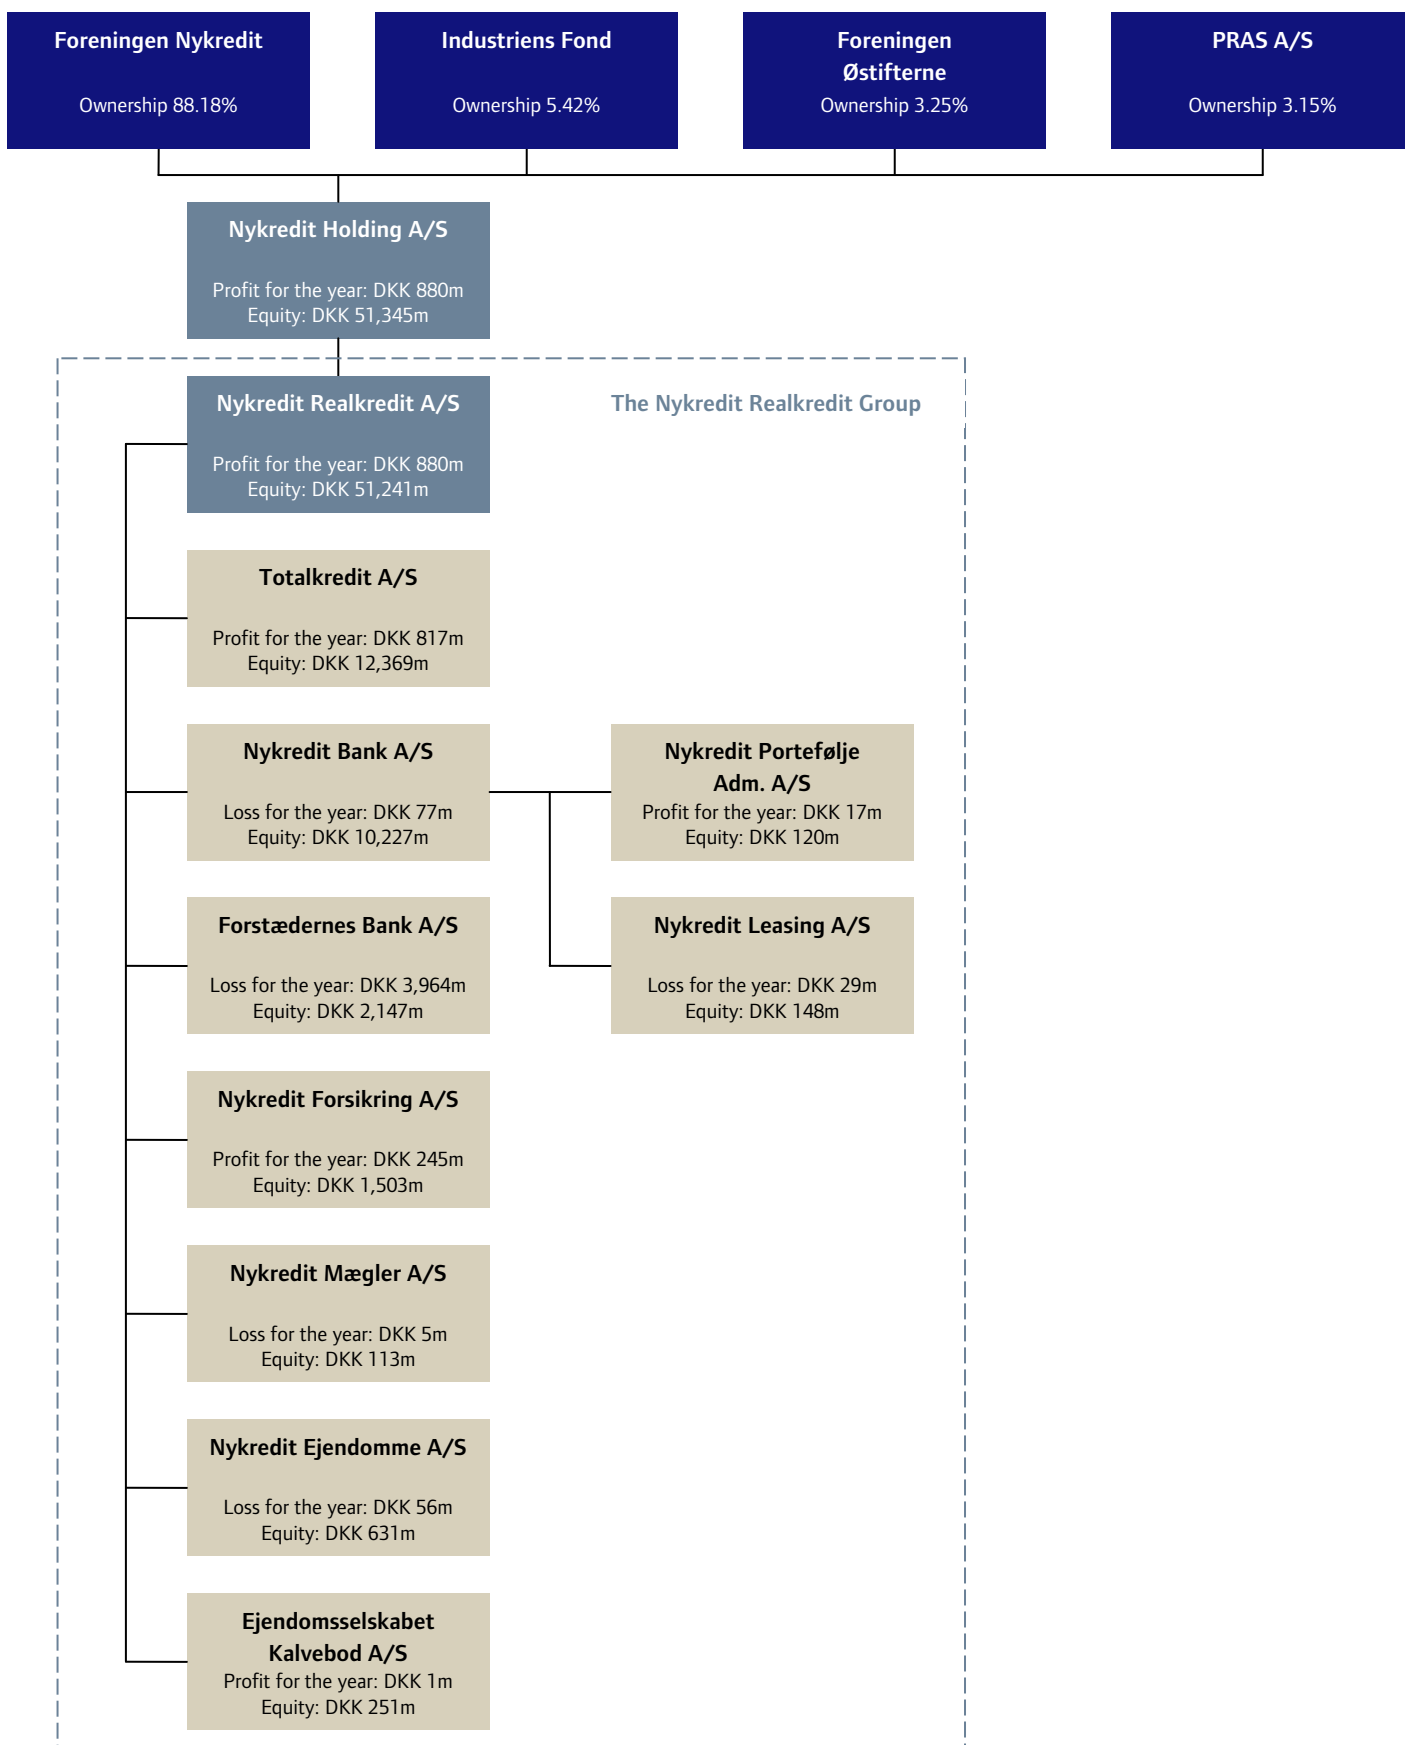 Foreningen Nykredit
Ownership 88.18%
Industriens Fond
Ownership 5.42%
Foreningen
Østifterne
Ownership 3.25%
PRAS A/S
Ownership 3.15%
Nykredit Holding A/S
Profit for the year: DKK 880m
Equity: DKK 51,345m
Nykredit Realkredit A/S
Profit for the year: DKK 880m
Equity: DKK 51,241m
The Nykredit Realkredit Group
Totalkredit A/S
Profit for the year: DKK 817m
Equity: DKK 12,369m
Nykredit Bank A/S
Loss for the year: DKK 77m
Equity: DKK 10,227m
Nykredit Portefølje
Adm. A/S
Profit for the year: DKK 17m
Equity: DKK 120m
Forstædernes Bank A/S
Loss for the year: DKK 3,964m
Equity: DKK 2,147m
Nykredit Leasing A/S
Loss for the year: DKK 29m
Equity: DKK 148m
Nykredit Forsikring A/S
Profit for the year: DKK 245m
Equity: DKK 1,503m
Nykredit Mægler A/S
Loss for the year: DKK 5m
Equity: DKK 113m
Nykredit Ejendomme A/S
Loss for the year: DKK 56m
Equity: DKK 631m
Ejendomsselskabet
Kalvebod A/S
Profit for the year: DKK 1m
Equity: DKK 251m